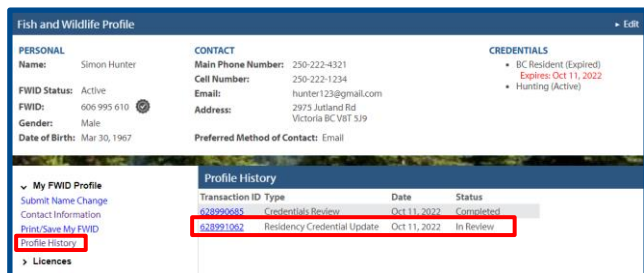 Fish and Wildlife Profile
▸ Edit
PERSONAL
Name: Simon Hunter
FWID Status: Active
FWID: 606 995 610
Gender: Male
Date of Birth: Mar 30, 1967
CONTACT
Main Phone Number: 250-222-4321
Cell Number: 250-222-1234
Email: hunter123@gmail.com
Address: 2975 Jutland Rd
Victoria BC V8T 5J9
Preferred Method of Contact: Email
CREDENTIALS
• BC Resident (Expired)
Expires: Oct 11, 2022
• Hunting (Active)
My FWID Profile
Submit Name Change
Contact Information
Print/Save My FWID
Profile History
Licences
Profile History
Transaction ID Type Date Status
628990685 Credentials Review Oct 11, 2022 Completed
628991062 Residency Credential Update Oct 11, 2022 In Review